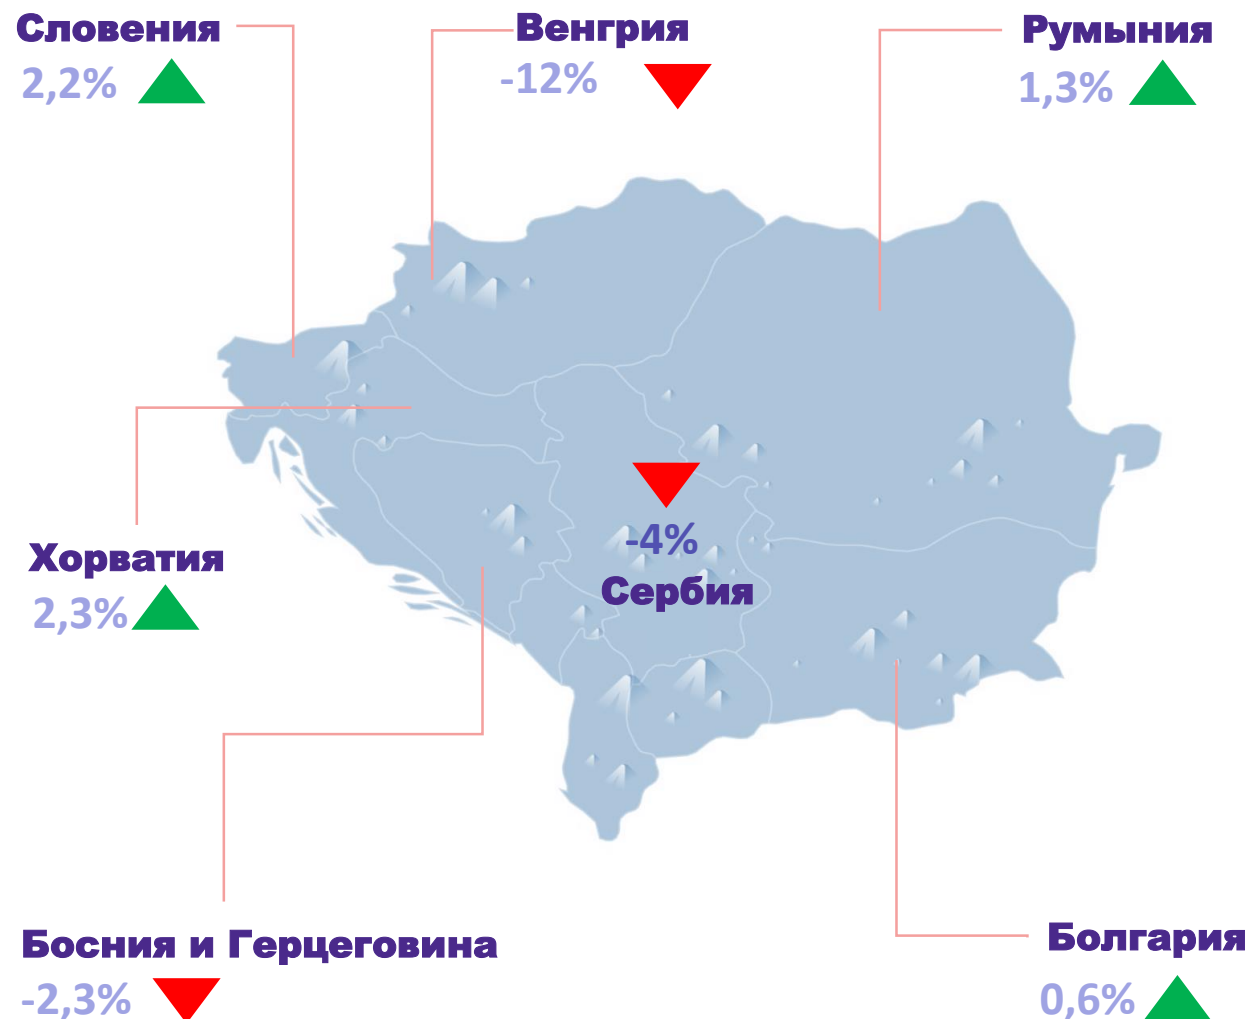 Словения
2,2%
Венгрия
-12%
Румыния
1,3%
-4%
Сербия
Хорватия
2,3%
Босния и Герцеговина
-2,3%
Болгария
0,6%